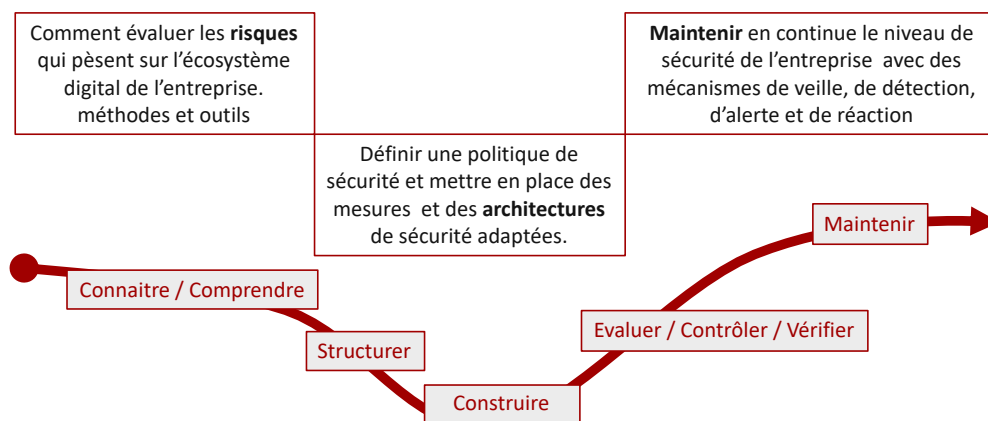 Comment évaluer les risques
qui pèsent sur l'écosystème
digital de l'entreprise.
méthodes et outils
Maintenir en continue le niveau de
sécurité de l'entreprise avec des
mécanismes de veille, de détection,
d'alerte et de réaction
Définir une politique de
sécurité et mettre en place des
mesures et des architectures
de sécurité adaptées.
Connaitre / Comprendre
Structurer
Construire
Evaluer / Contrôler / Vérifier
Maintenir